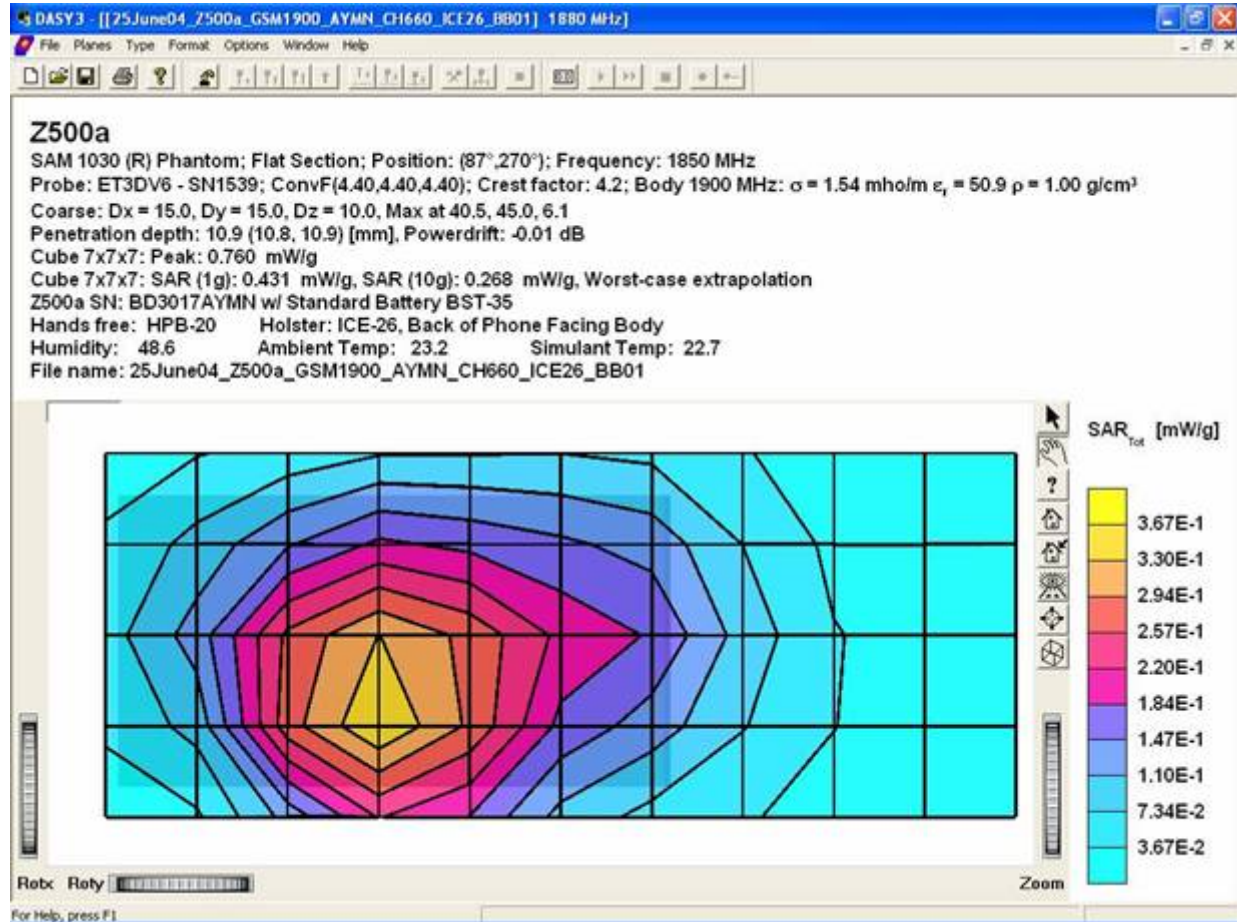 DASY3 - [[25June04_Z500a_GSM1900_AYMN_CH660_ICE26_BB01] 1880 MHz]
File Planes Type Format Options Window Help
Z500a
SAM 1030 (R) Phantom; Flat Section; Position: (87°,270°); Frequency: 1850 MHz
Probe: ET3DV6 - SN1539; ConvF(4.40,4.40,4.40); Crest factor: 4.2; Body 1900 MHz: σ = 1.54 mho/m εr = 50.9 ρ = 1.00 g/cm³
Coarse: Dx = 15.0, Dy = 15.0, Dz = 10.0, Max at 40.5, 45.0, 6.1
Penetration depth: 10.9 (10.8, 10.9) [mm], Powerdrift: -0.01 dB
Cube 7x7x7: Peak: 0.760 mW/g
Cube 7x7x7: SAR (1g): 0.431 mW/g, SAR (10g): 0.268 mW/g, Worst-case extrapolation
Z500a SN: BD3017AYMN w/ Standard Battery BST-35
Hands free: HPB-20 Holster: ICE-26, Back of Phone Facing Body
Humidity: 48.6 Ambient Temp: 23.2 Simulant Temp: 22.7
File name: 25June04_Z500a_GSM1900_AYMN_CH660_ICE26_BB01
SARTot [mW/g]
3.67E-1
3.30E-1
2.94E-1
2.57E-1
2.20E-1
1.84E-1
1.47E-1
1.10E-1
7.34E-2
3.67E-2
Rotx Roty
Zoom
For Help, press F1